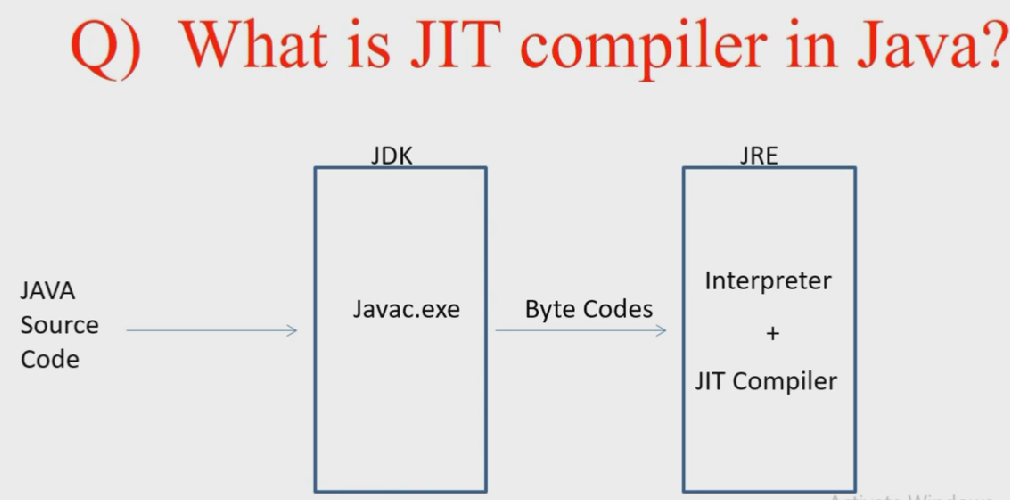 Q) What is JIT compiler in Java?
JDK
JRE
JAVA
Source
Code
Javac.exe
Byte Codes
Interpreter
+
JIT Compiler